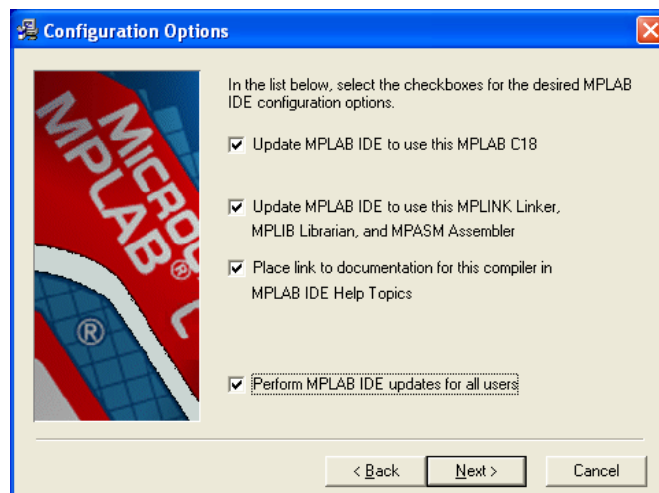 Configuration Options
In the list below, select the checkboxes for the desired MPLAB
IDE configuration options.
Update MPLAB IDE to use this MPLAB C18
Update MPLAB IDE to use this MPLINK Linker,
MPLIB Librarian, and MPASM Assembler
Place link to documentation for this compiler in
MPLAB IDE Help Topics
Perform MPLAB IDE updates for all users
MPLAB®
®
< Back
Next >
Cancel